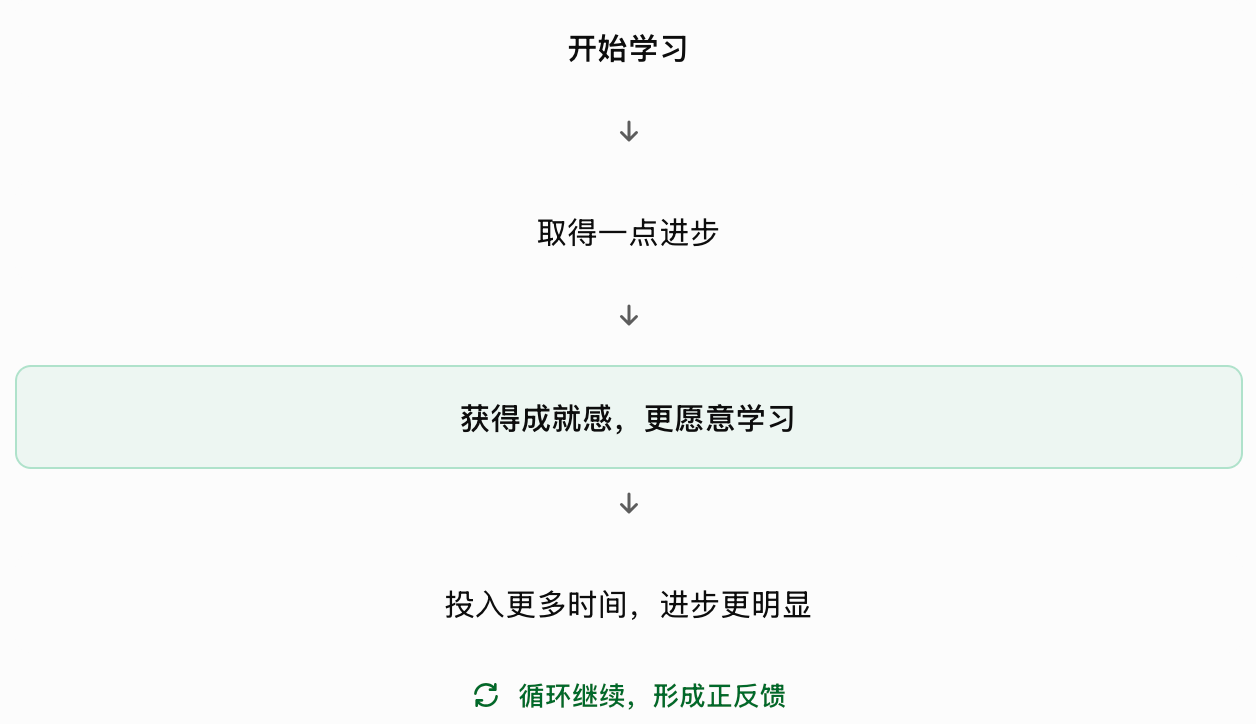 开始学习
取得一点进步
获得成就感，更愿意学习
投入更多时间，进步更明显
循环继续，形成正反馈